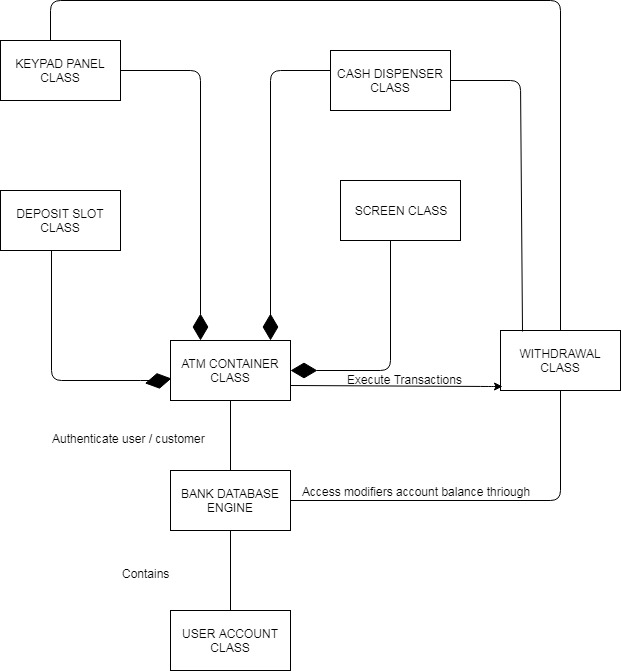 KEYPAD PANEL
CLASS
CASH DISPENSER
CLASS
DEPOSIT SLOT
CLASS
SCREEN CLASS
ATM CONTAINER
CLASS
Execute Transactions
WITHDRAWAL
CLASS
Authenticate user / customer
BANK DATABASE
ENGINE
Access modifiers account balance thriough
Contains
USER ACCOUNT
CLASS